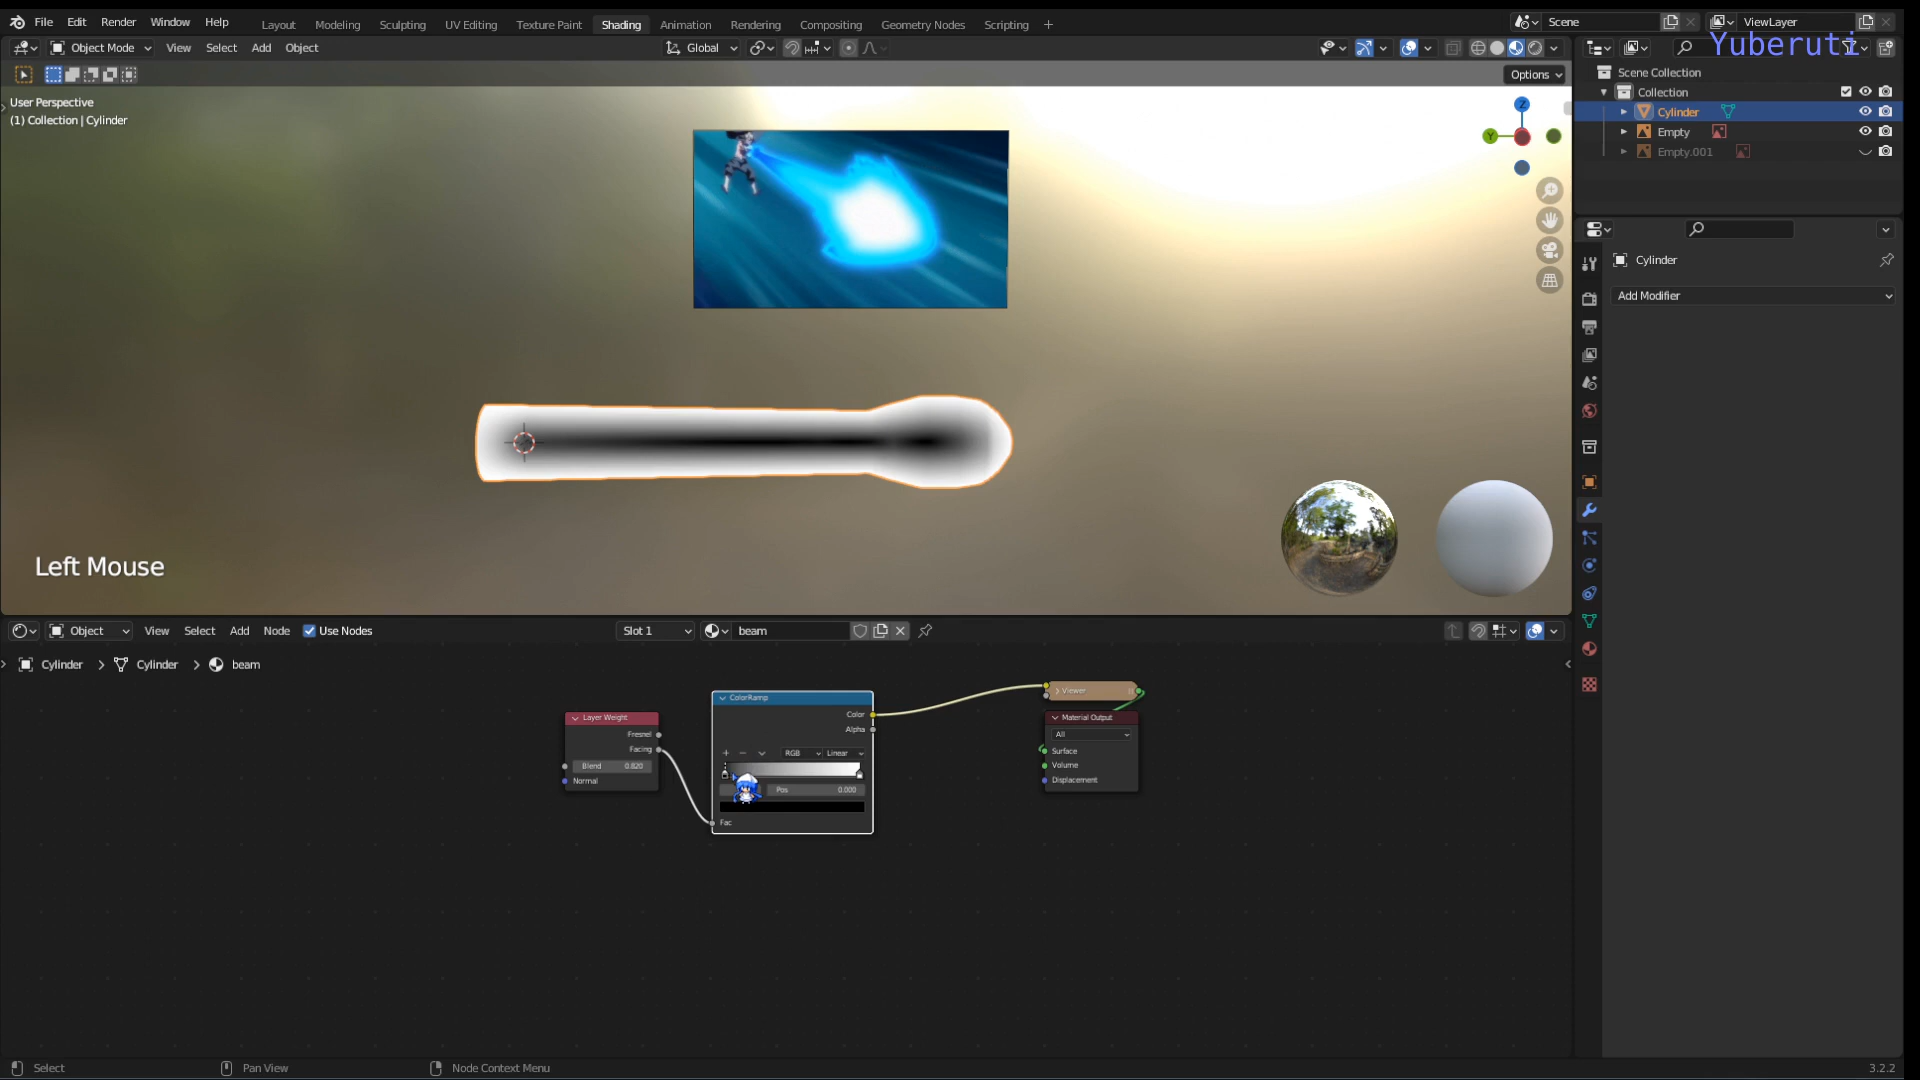 File Edit Render Window Help
Layout Modeling Sculpting UV Editing Texture Paint Shading Animation Rendering Compositing Geometry Nodes Scripting +
Scene
ViewLayer
Object Mode View Select Add Object
Global
Yuberuti
Options
User Perspective
(1) Collection | Cylinder
Scene Collection
Collection
Cylinder
Empty
Empty.001
Z
Y
Cylinder
Add Modifier
Left Mouse
Object View Select Add Node Use Nodes
Slot 1
beam
Cylinder > Cylinder > beam
Layer Weight
Fresnel
Facing
Blend 0.820
Normal
ColorRamp
Color
Alpha
RGB Linear
Pos 0.000
Fac
Viewer
Material Output
All
Surface
Volume
Displacement
Select
Pan View
Node Context Menu
3.2.2